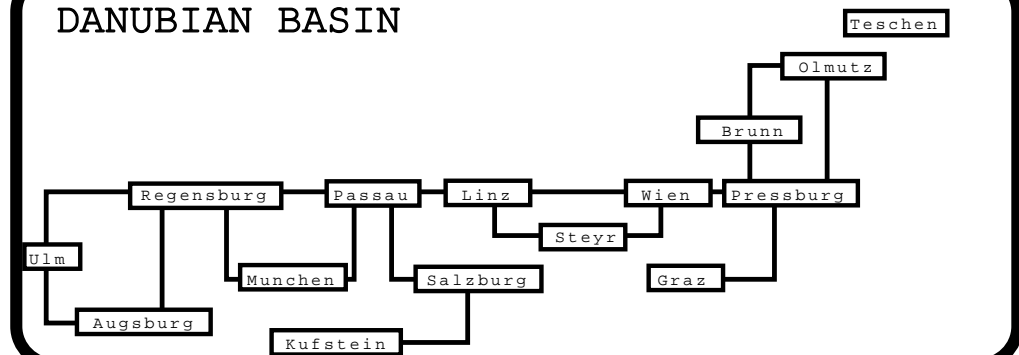 DANUBIAN BASIN
Teschen
Olmutz
Brunn
Regensburg
Passau
Linz
Wien
Pressburg
Steyr
Ulm
Munchen
Salzburg
Graz
Augsburg
Kufstein